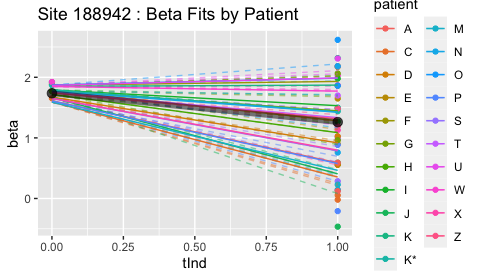 Site 188942 : Beta Fits by Patient
beta
2
1
0
0.00 0.25 0.50 0.75 1.00
tInd
patient
A
C
D
E
F
G
H
I
J
K
K*
M
N
O
P
S
T
U
W
X
Z